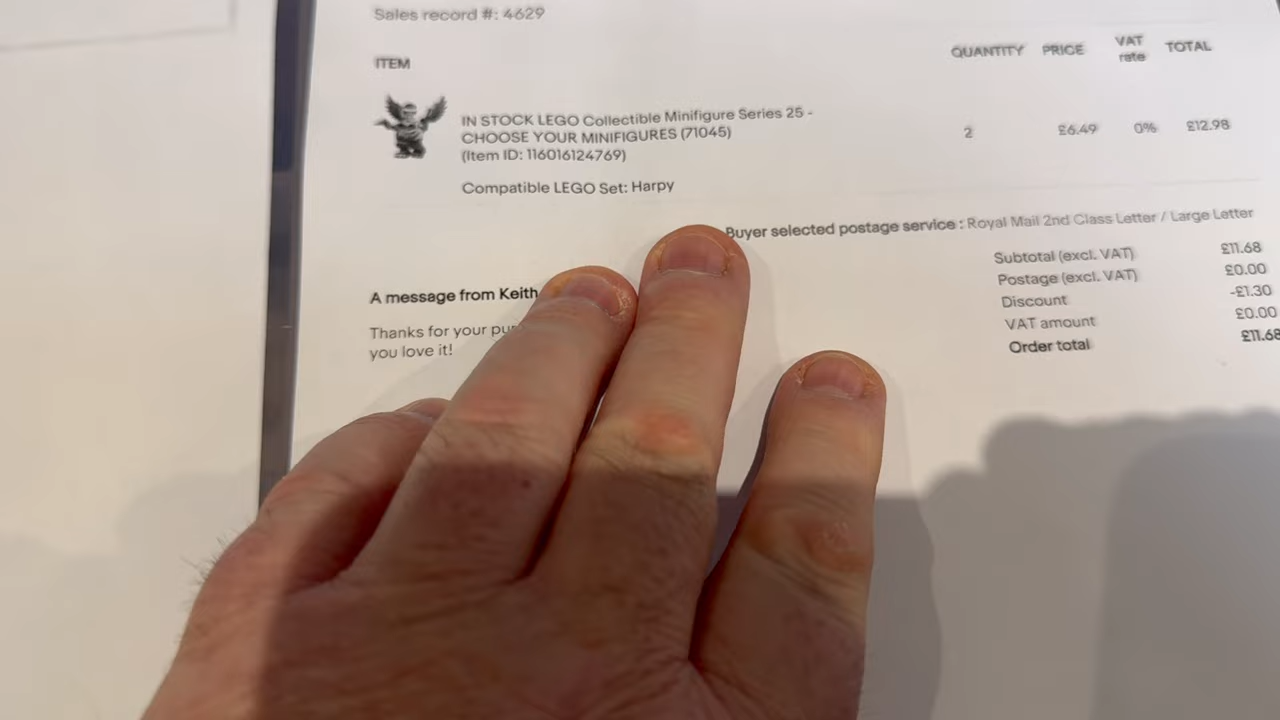 Sales record #: 4629
ITEM QUANTITY PRICE VAT rate TOTAL
IN STOCK LEGO Collectible Minifigure Series 25 -
CHOOSE YOUR MINIFIGURES (71045)
(Item ID: 116016124769)
2 £6.49 0% £12.98
Compatible LEGO Set: Harpy
Buyer selected postage service : Royal Mail 2nd Class Letter / Large Letter
Subtotal (excl. VAT) £11.68
Postage (excl. VAT) £0.00
Discount -£1.30
VAT amount £0.00
Order total £11.68
A message from Keith
Thanks for your
you love it!